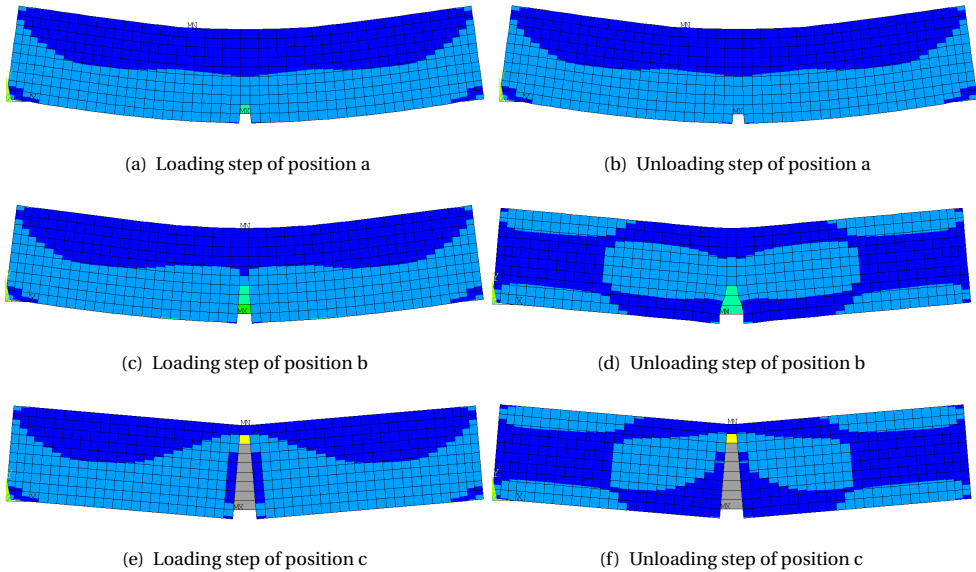 MN
MN
MX
MX
(a) Loading step of position a
(b) Unloading step of position a
MN
MX
MN
(c) Loading step of position b
(d) Unloading step of position b
MN
MN
MX
MX
(e) Loading step of position c
(f) Unloading step of position c